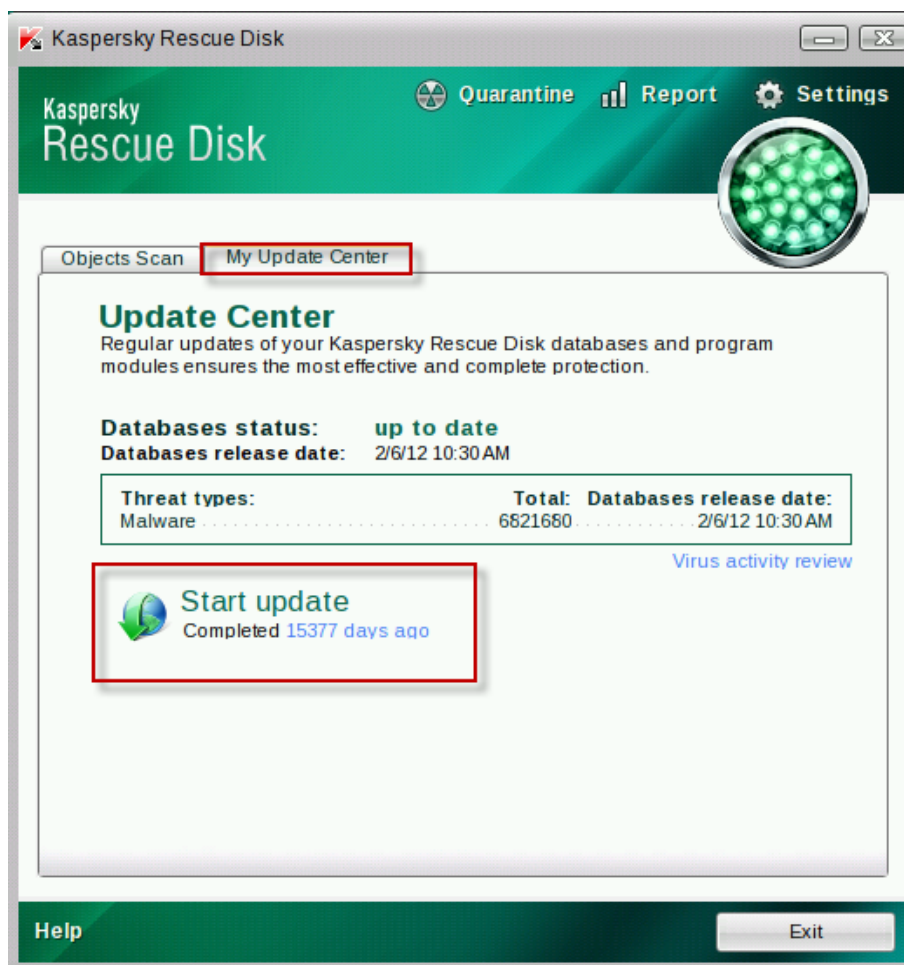 Kaspersky Rescue Disk
Quarantine Report Settings
Kaspersky
Rescue Disk
Objects Scan My Update Center
Update Center
Regular updates of your Kaspersky Rescue Disk databases and program
modules ensures the most effective and complete protection.
Databases status: up to date
Databases release date: 2/6/12 10:30 AM
Threat types: Total: Databases release date:
Malware 6821680 2/6/12 10:30 AM
Virus activity review
Start update
Completed 15377 days ago
Help Exit